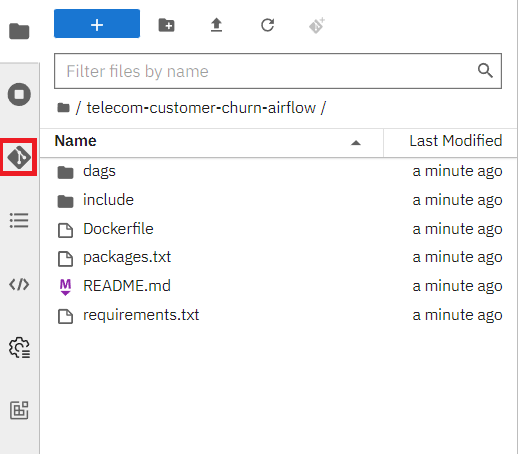 Filter files by name
/ telecom-customer-churn-airflow /
Name Last Modified
dags a minute ago
include a minute ago
Dockerfile a minute ago
packages.txt a minute ago
README.md a minute ago
requirements.txt a minute ago